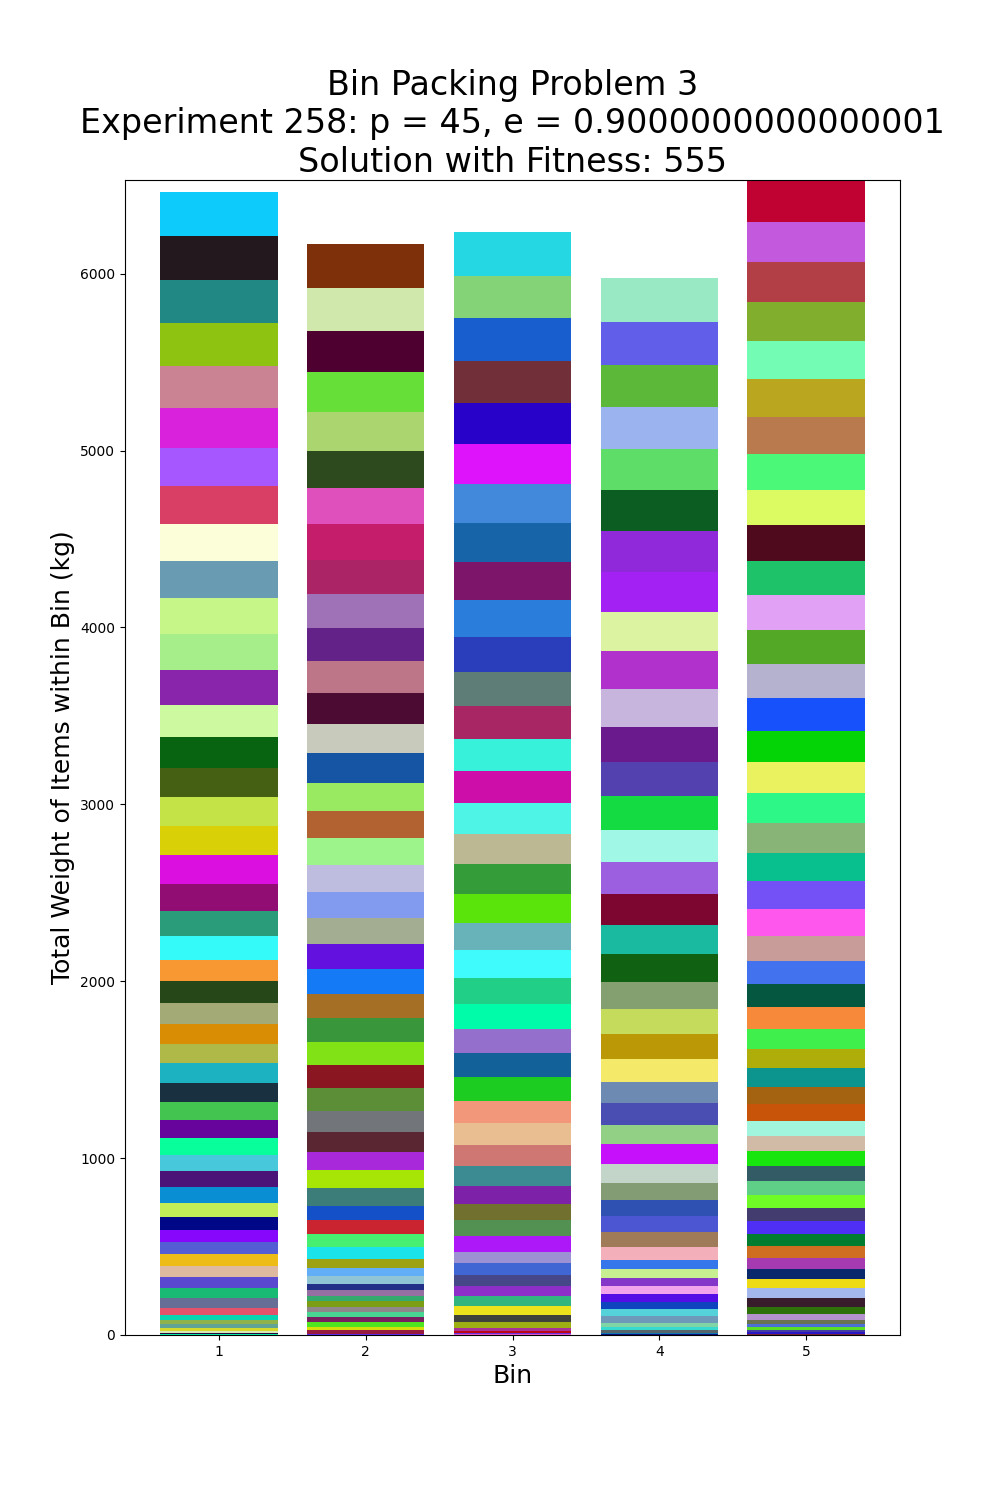 Bin Packing Problem 3
Experiment 258: p = 45, e = 0.9000000000000001
Solution with Fitness: 555
Total Weight of Items within Bin (kg)
6000
5000
4000
3000
2000
1000
0
1 2 3 4 5
Bin